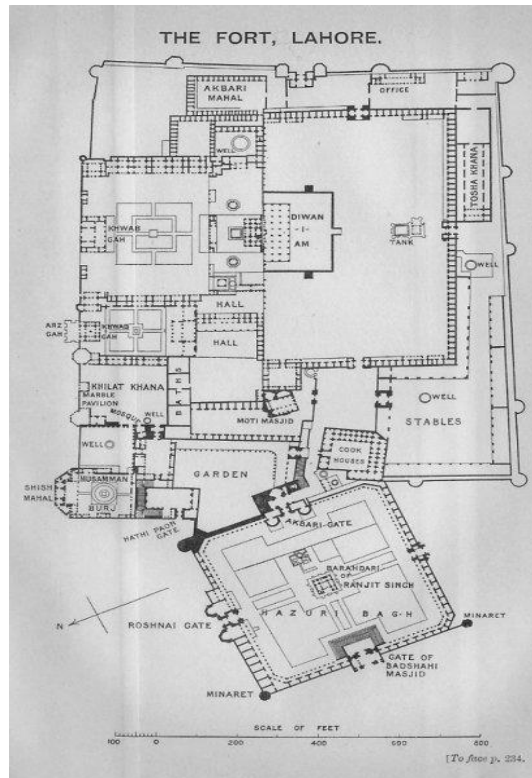 THE FORT, LAHORE.
AKBARI
MAHAL
OFFICE
WELL
TOSHA KHANA
KHWAB
GAH
DIWAN
-I-
AM
TANK
WELL
HALL
ARZ
GAH
KHWAB
GAH
HALL
KHILAT KHANA
MARBLE
PAVILION
BATHS
MOSQUE
WELL
MOTI MASJID
WELL
STABLES
WELL
COOK
HOUSES
GARDEN
SHISH
MAHAL
MUSAMMAN
BURJ
HATHI PAON
GATE
AKBARI GATE
BARAHDARI
OF
RANJIT SINGH
N
ROSHNAI GATE
HAZURI BAGH
MINARET
GATE OF
BADSHAHI
MASJID
MINARET
SCALE OF FEET
100 0 200 400 600 800
[To face p. 234.